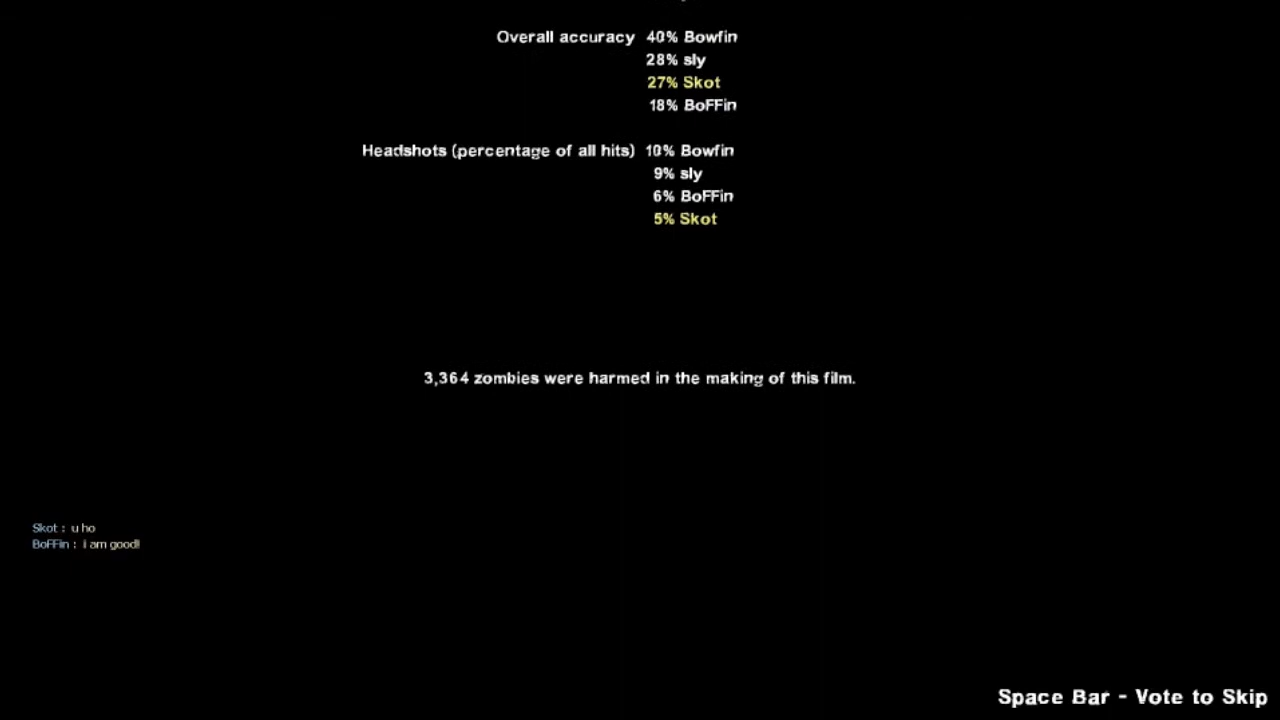 Overall accuracy 40% Bowfin
28% sly
27% Skot
18% BoFFin
Headshots (percentage of all hits) 10% Bowfin
9% sly
6% BoFFin
5% Skot
3,364 zombies were harmed in the making of this film.
Skot : u ho
BoFFin : i am good!
Space Bar - Vote to Skip